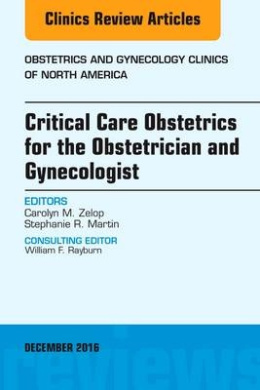 Clinics Review Articles
OBSTETRICS AND GYNECOLOGY CLINICS
OF NORTH AMERICA
Critical Care Obstetrics
for the Obstetrician and
Gynecologist
EDITORS
Carolyn M. Zelop
Stephanie R. Martin
CONSULTING EDITOR
William F. Rayburn
DECEMBER 2016
reviews